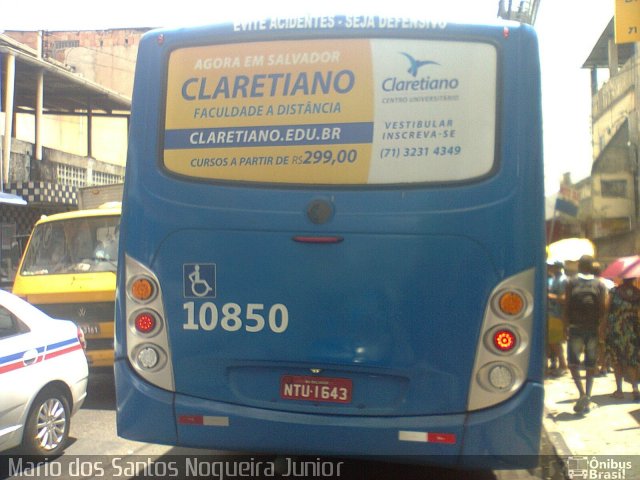 EVITE ACIDENTES - SEJA DEFENSIVO
AGORA EM SALVADOR
CLARETIANO
FACULDADE A DISTÂNCIA
CLARETIANO.EDU.BR
CURSOS A PARTIR DE R$299,00
Claretiano
CENTRO UNIVERSITÁRIO
VESTIBULAR
INSCREVA-SE
(71) 3231 4349
10850
NTU-1643
Mario dos Santos Nogueira Junior
Ônibus
Brasil!